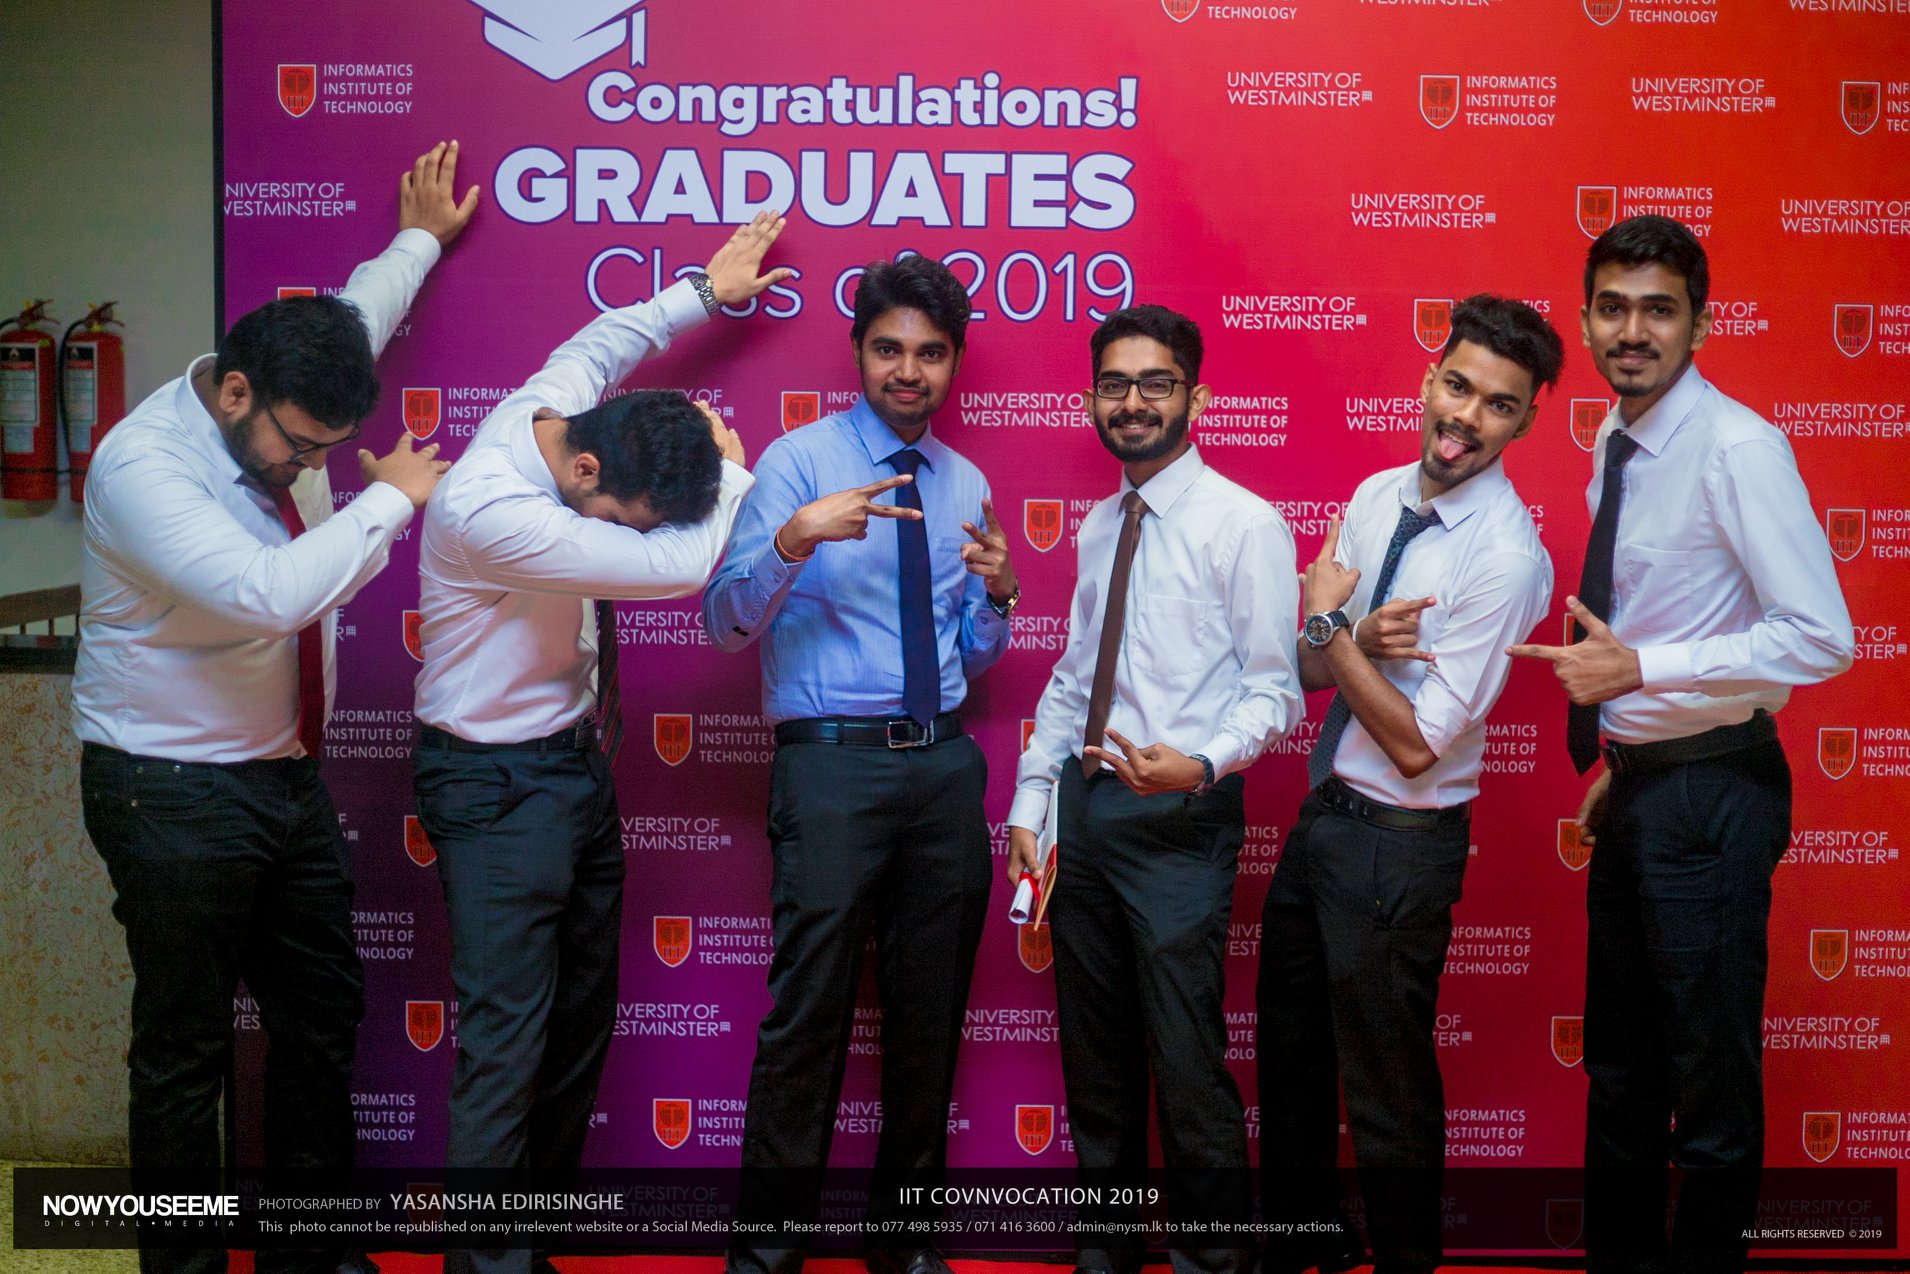 Congratulations!
GRADUATES
Class of 2019
INFORMATICS
INSTITUTE OF
TECHNOLOGY
UNIVERSITY OF
WESTMINSTER
NOWYOUSEEME
DIGITAL•MEDIA
PHOTOGRAPHED BY YASANSHA EDIRISINGHE
IIT COVNVOCATION 2019
This photo cannot be republished on any irrelevent website or a Social Media Source. Please report to 077 498 5935 / 071 416 3600 / admin@nysm.lk to take the necessary actions.
ALL RIGHTS RESERVED © 2019